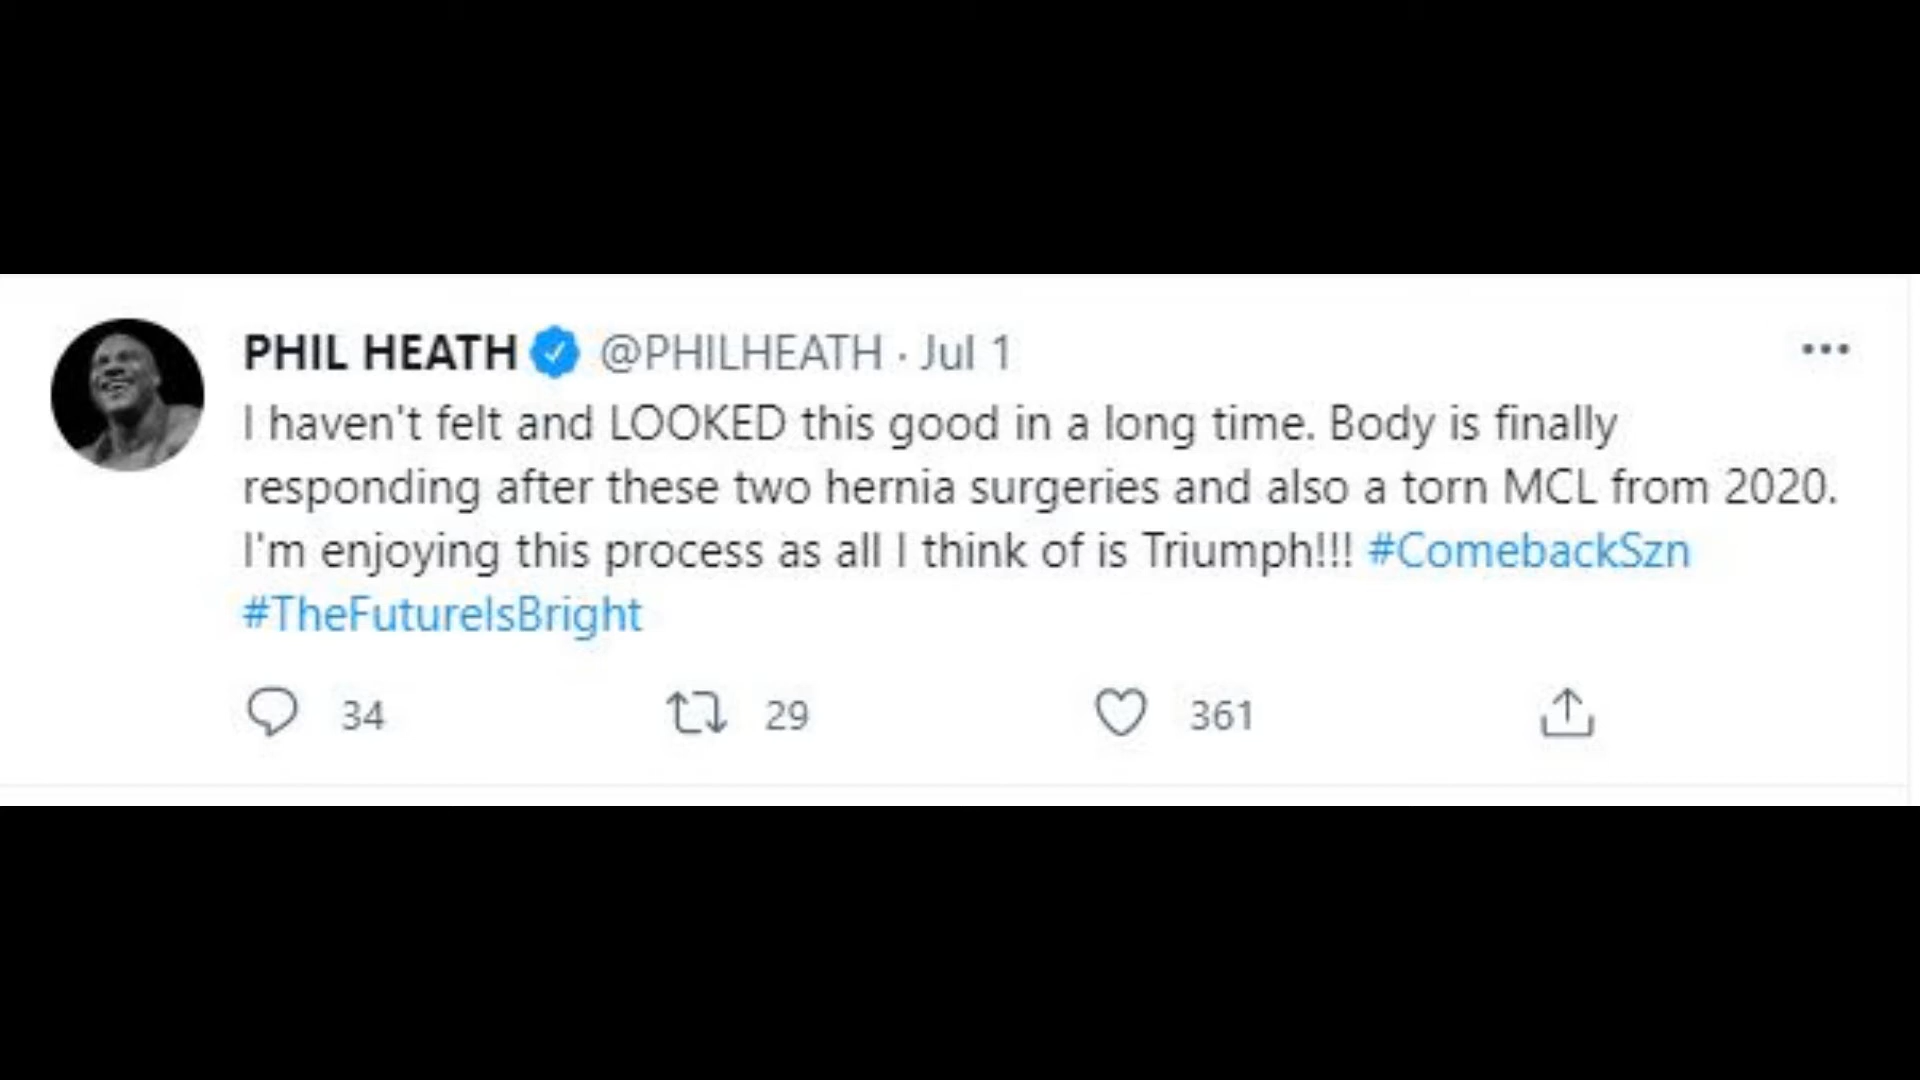 PHIL HEATH @PHILHEATH · Jul 1
I haven't felt and LOOKED this good in a long time. Body is finally
responding after these two hernia surgeries and also a torn MCL from 2020.
I'm enjoying this process as all I think of is Triumph!!! #ComebackSzn
#TheFutureIsBright
34 29 361